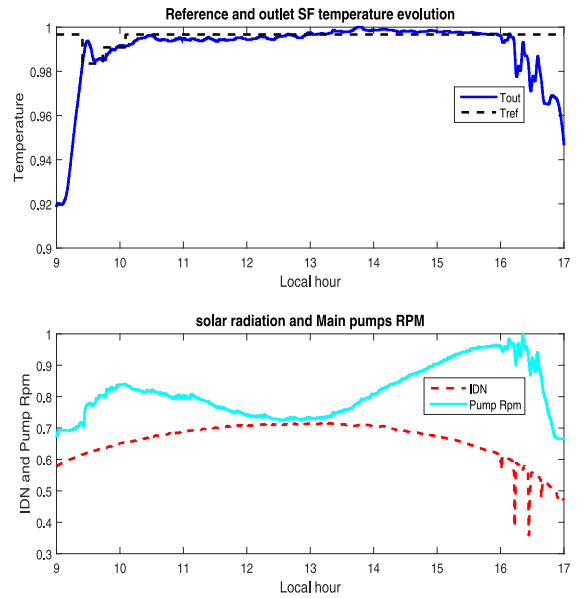 Reference and outlet SF temperature evolution
1
0.98
0.96
0.94
0.92
0.9
Temperature
Tout
Tref
9 10 11 12 13 14 15 16 17
Local hour
solar radiation and Main pumps RPM
1
0.9
0.8
0.7
0.6
0.5
0.4
0.3
IDN and Pump Rpm
IDN
Pump Rpm
9 10 11 12 13 14 15 16 17
Local hour